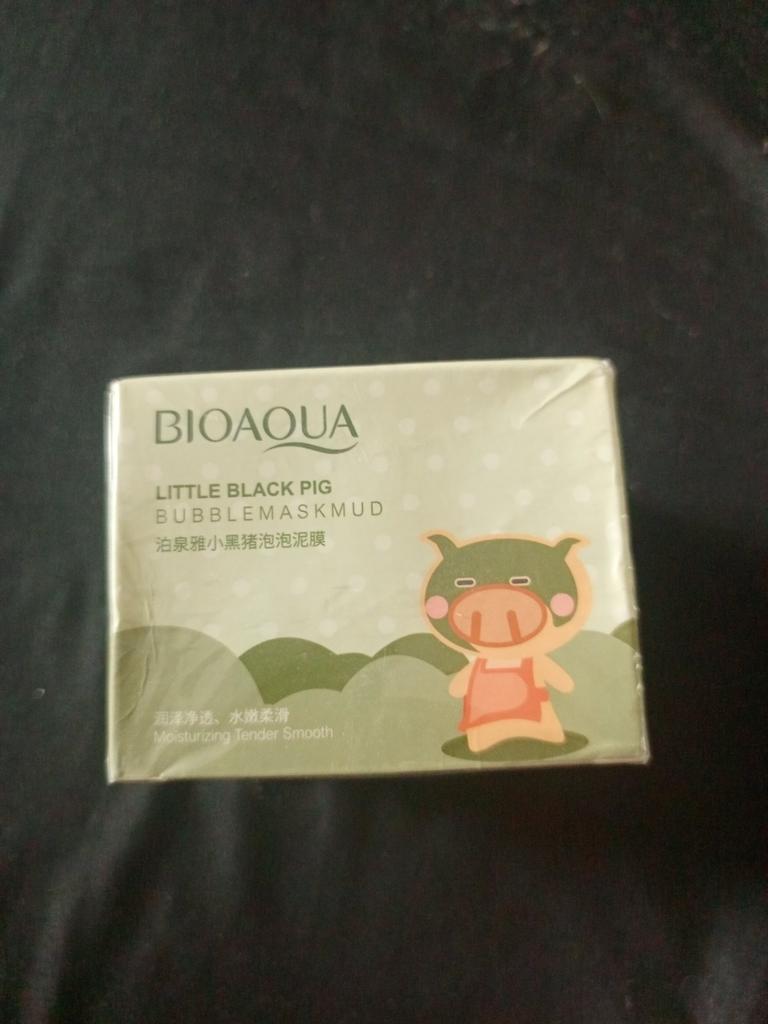 BIOAQUA
LITTLE BLACK PIG
BUBBLEMASKMUD
泊泉雅小黑猪泡泡泥膜
润泽净透、水嫩柔滑
Moisturizing Tender Smooth